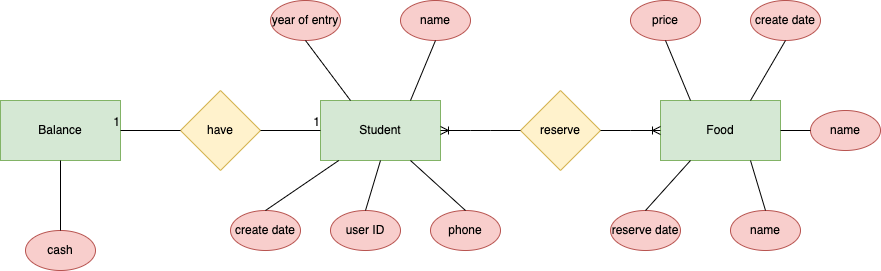 year of entry
name
price
create date
Balance
1
have
1
Student
reserve
Food
name
create date
user ID
phone
reserve date
name
cash